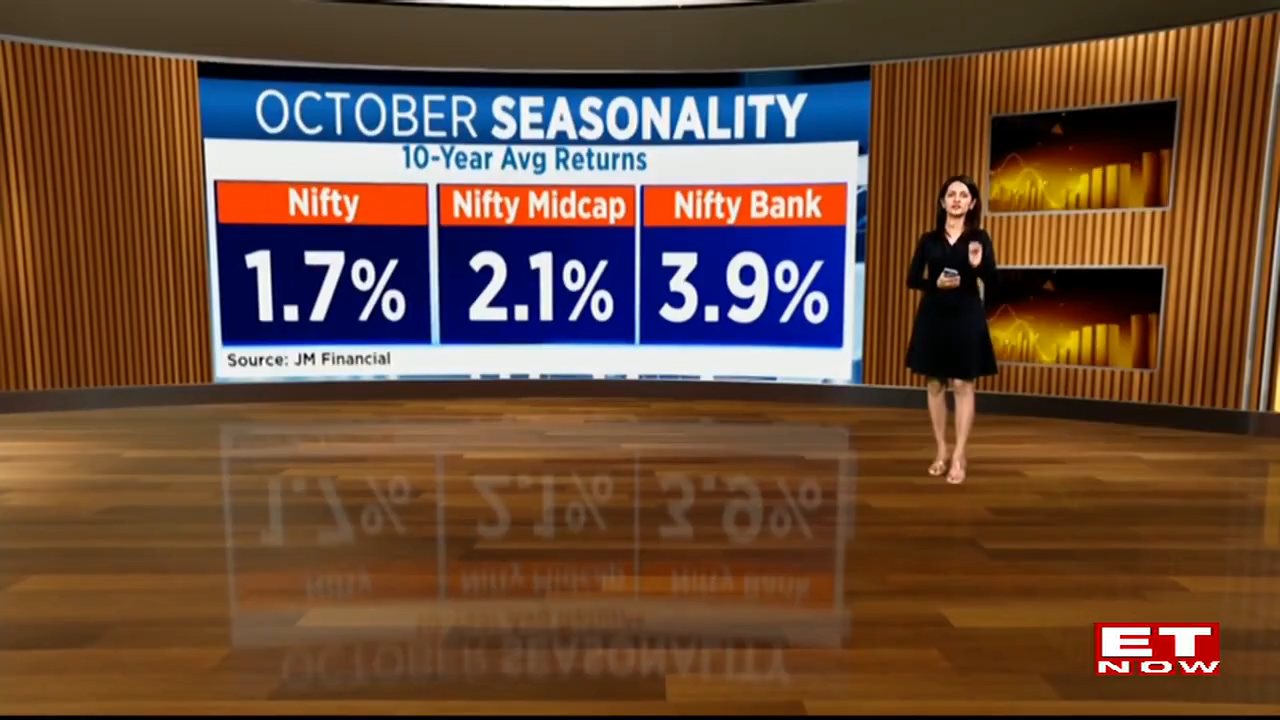 OCTOBER SEASONALITY
10-Year Avg Returns
Nifty
Nifty Midcap
Nifty Bank
1.7%
2.1%
3.9%
Source: JM Financial
ET
NOW